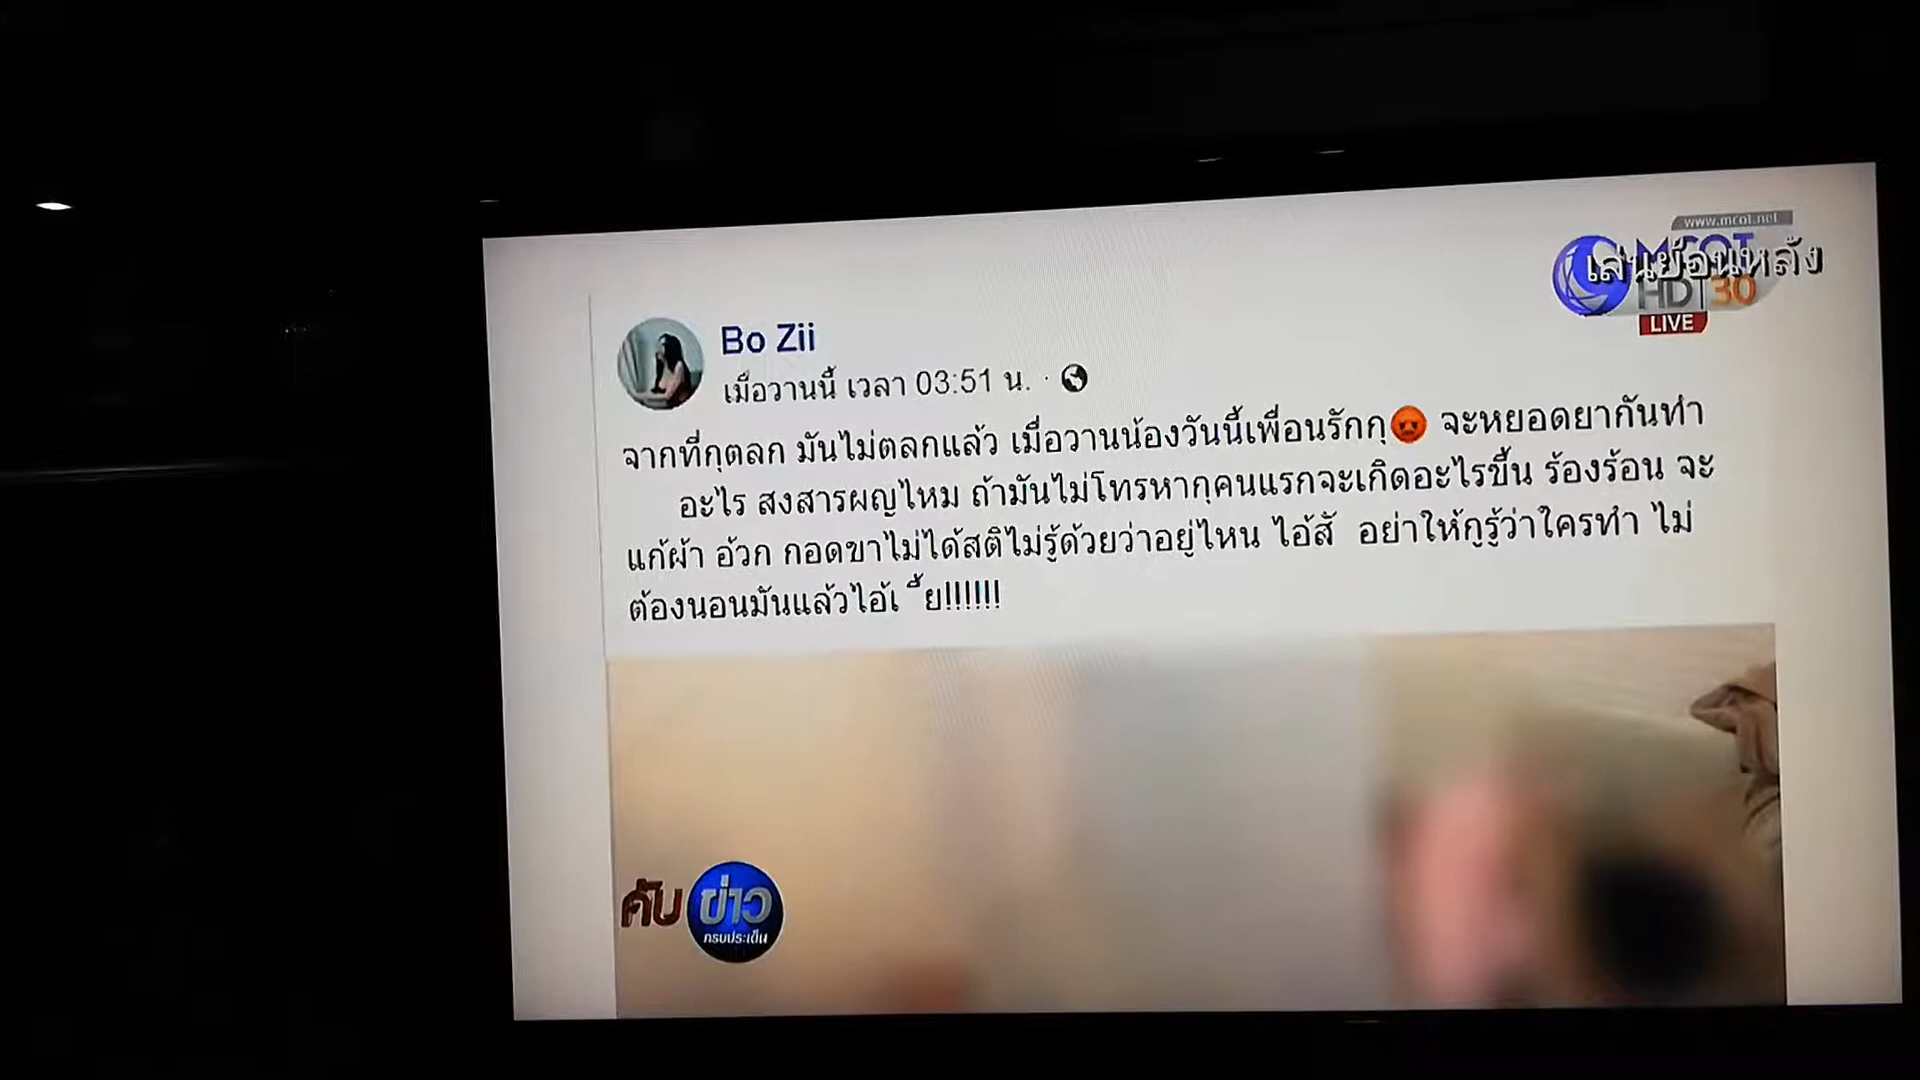 www.mcot.net
MCOT
เล่นย้อนหลัง
HD 30
LIVE
Bo Zii
เมื่อวานนี้ เวลา 03:51 น.
จากที่กุตลก มันไม่ตลกแล้ว เมื่อวานน้องวันนี้เพื่อนรักกุ😡 จะหยอดยากันทำ
อะไร สงสารผญไหม ถ้ามันไม่โทรหากุคนแรกจะเกิดอะไรขึ้น ร้องร้อน จะ
แก้ผ้า อ้วก กอดขาไม่ได้สติไม่รู้ด้วยว่าอยู่ไหน ไอ้สั อย่าให้กูรู้ว่าใครทำ ไม่
ต้องนอนมันแล้วไอ้เ ี้ย!!!!!!
คับ ข่าว
ครบประเด็น